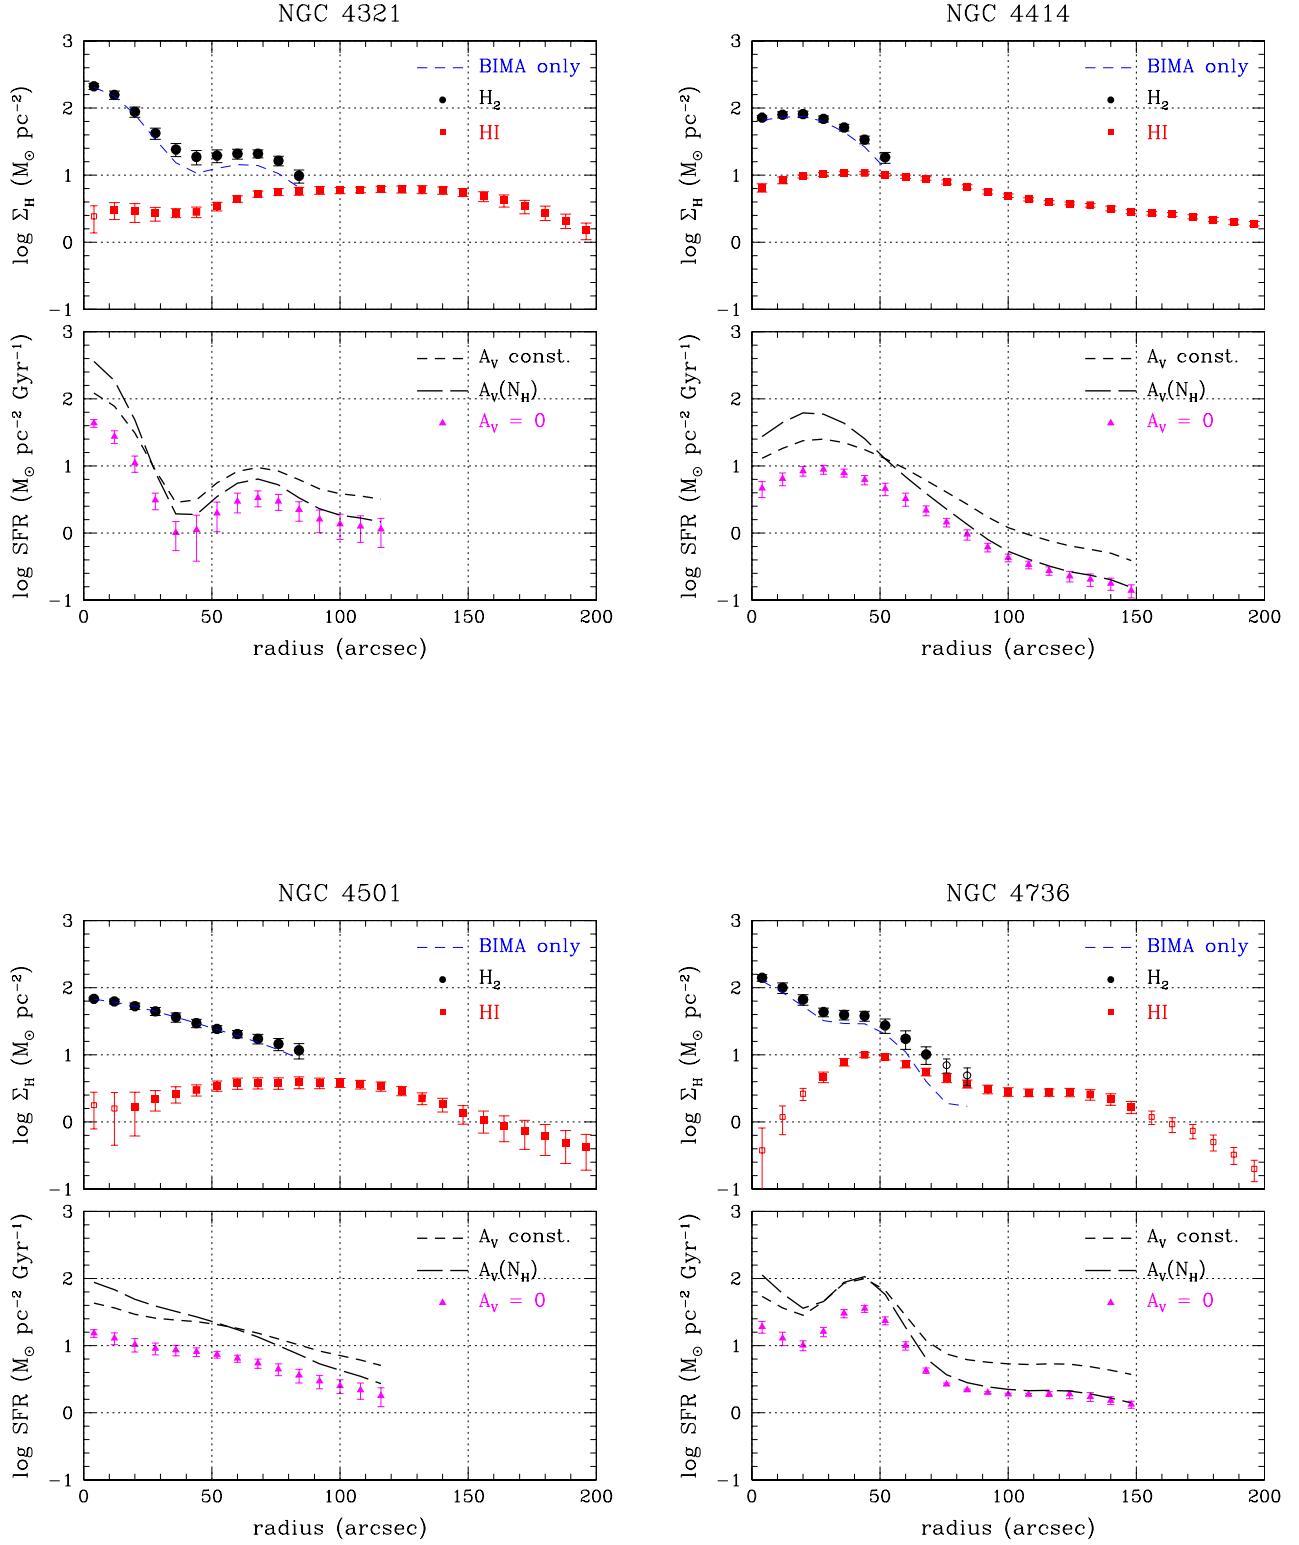 NGC 4321
3
2
1
0
−1
log Σ_H (M_⊙ pc⁻²)
BIMA only
H₂
HI
3
2
1
0
−1
log SFR (M_⊙ pc⁻² Gyr⁻¹)
A_V const.
A_V(N_H)
A_V = 0
0 50 100 150 200
radius (arcsec)
NGC 4414
3
2
1
0
−1
log Σ_H (M_⊙ pc⁻²)
BIMA only
H₂
HI
3
2
1
0
−1
log SFR (M_⊙ pc⁻² Gyr⁻¹)
A_V const.
A_V(N_H)
A_V = 0
0 50 100 150 200
radius (arcsec)
NGC 4501
3
2
1
0
−1
log Σ_H (M_⊙ pc⁻²)
BIMA only
H₂
HI
3
2
1
0
−1
log SFR (M_⊙ pc⁻² Gyr⁻¹)
A_V const.
A_V(N_H)
A_V = 0
0 50 100 150 200
radius (arcsec)
NGC 4736
3
2
1
0
−1
log Σ_H (M_⊙ pc⁻²)
BIMA only
H₂
HI
3
2
1
0
−1
log SFR (M_⊙ pc⁻² Gyr⁻¹)
A_V const.
A_V(N_H)
A_V = 0
0 50 100 150 200
radius (arcsec)